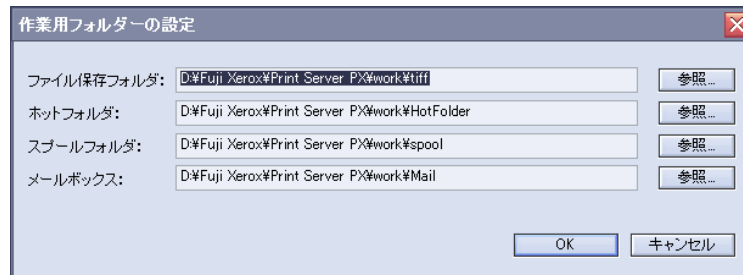 作業用フォルダーの設定
ファイル保存フォルダ: D:¥Fuji Xerox¥Print Server PX¥work¥tiff 参照...
ホットフォルダ: D:¥Fuji Xerox¥Print Server PX¥work¥HotFolder 参照...
スプールフォルダ: D:¥Fuji Xerox¥Print Server PX¥work¥spool 参照...
メールボックス: D:¥Fuji Xerox¥Print Server PX¥work¥Mail 参照...
OK キャンセル